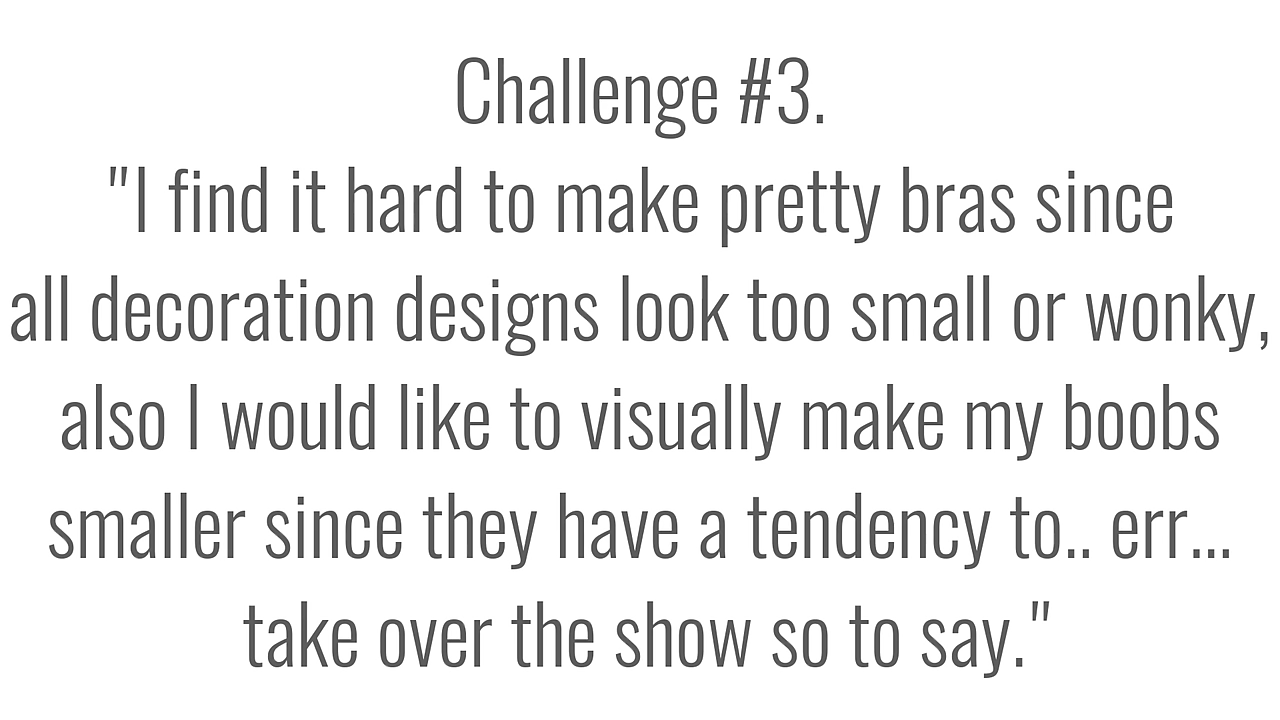 Challenge #3.
"I find it hard to make pretty bras since
all decoration designs look too small or wonky,
also I would like to visually make my boobs
smaller since they have a tendency to.. err...
take over the show so to say."